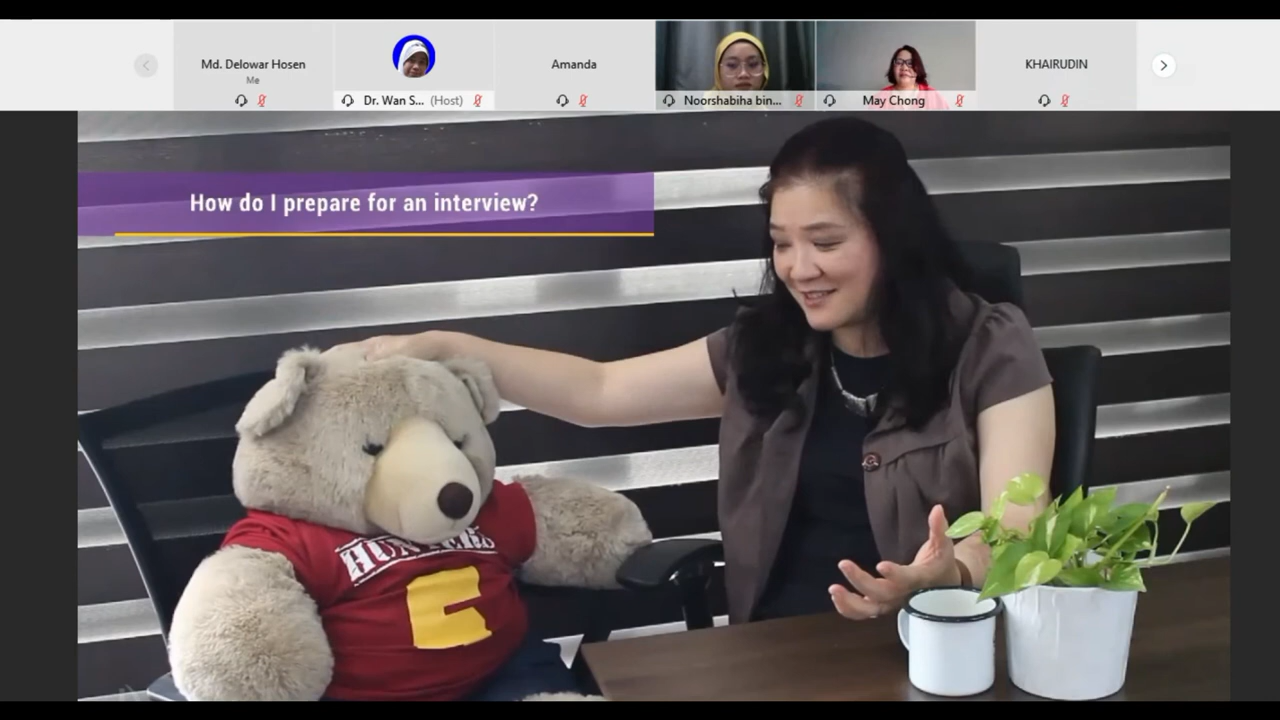 Md. Delowar Hosen
Me
Dr. Wan S... (Host)
Amanda
Noorshabiha bin...
May Chong
KHAIRUDIN
How do I prepare for an interview?
E